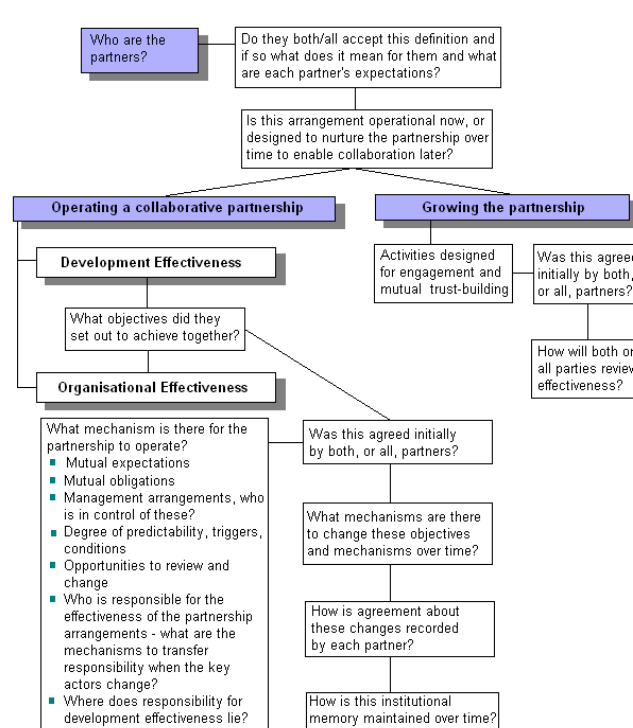 Who are the
partners?
Do they both/all accept this definition and
if so what does it mean for them and what
are each partner's expectations?
Is this arrangement operational now, or
designed to nurture the partnership over
time to enable collaboration later?
Operating a collaborative partnership
Growing the partnership
Development Effectiveness
Activities designed
for engagement and
mutual trust-building
Was this agreed
initially by both,
or all, partners?
What objectives did they
set out to achieve together?
How will both or
all parties review
effectiveness?
Organisational Effectiveness
What mechanism is there for the
partnership to operate?
Mutual expectations
Mutual obligations
Management arrangements, who
is in control of these?
Degree of predictability, triggers,
conditions
Opportunities to review and
change
Who is responsible for the
effectiveness of the partnership
arrangements - what are the
mechanisms to transfer
responsibility when the key
actors change?
Where does responsibility for
development effectiveness lie?
Was this agreed initially
by both, or all, partners?
What mechanisms are there
to change these objectives
and mechanisms over time?
How is agreement about
these changes recorded
by each partner?
How is this institutional
memory maintained over time?